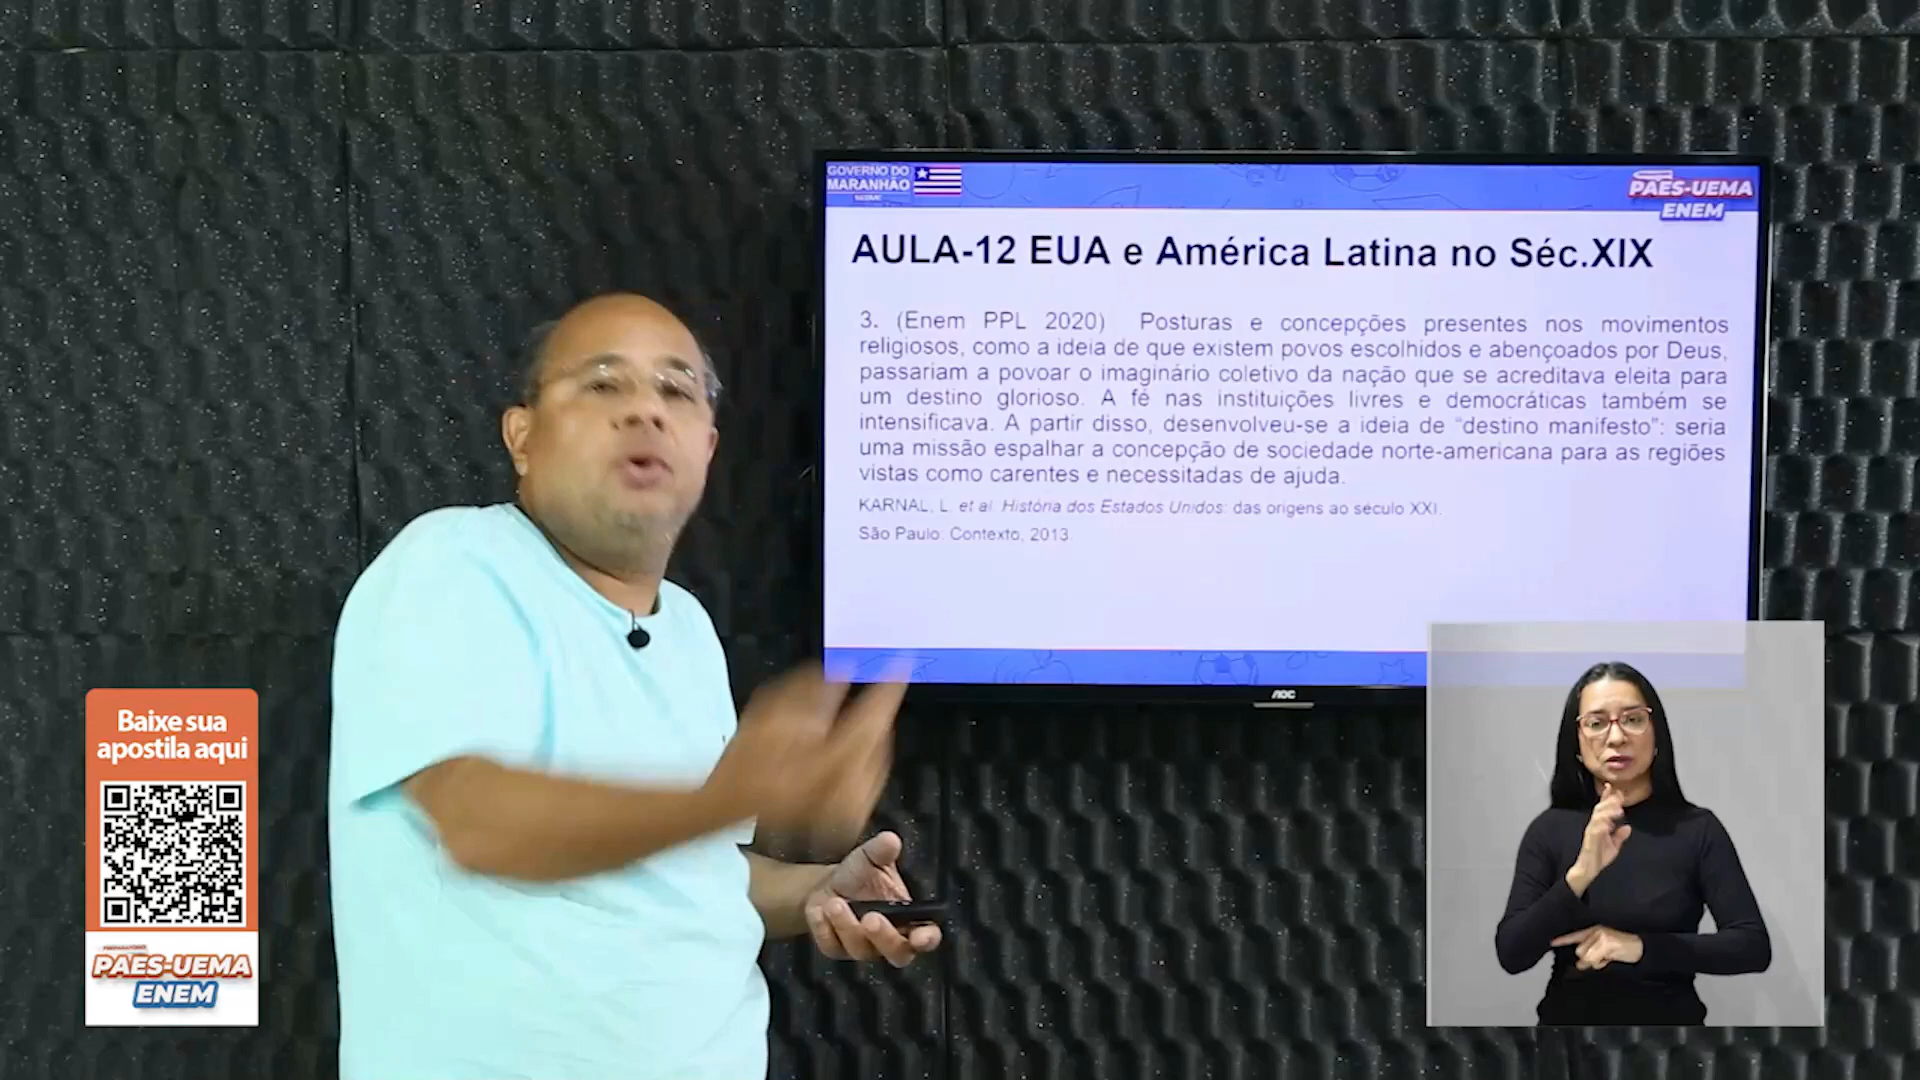 GOVERNO DO
MARANHÃO
PAES-UEMA
ENEM
AULA-12 EUA e América Latina no Séc.XIX
3. (Enem PPL 2020) Posturas e concepções presentes nos movimentos
religiosos, como a ideia de que existem povos escolhidos e abençoados por Deus,
passariam a povoar o imaginário coletivo da nação que se acreditava eleita para
um destino glorioso. A fé nas instituições livres e democráticas também se
intensificava. A partir disso, desenvolveu-se a ideia de “destino manifesto”: seria
uma missão espalhar a concepção de sociedade norte-americana para as regiões
vistas como carentes e necessitadas de ajuda.
KARNAL, L. et al. História dos Estados Unidos: das origens ao século XXI.
São Paulo: Contexto, 2013.
AOC
Baixe sua
apostila aqui
PREPARATÓRIO
PAES-UEMA
ENEM